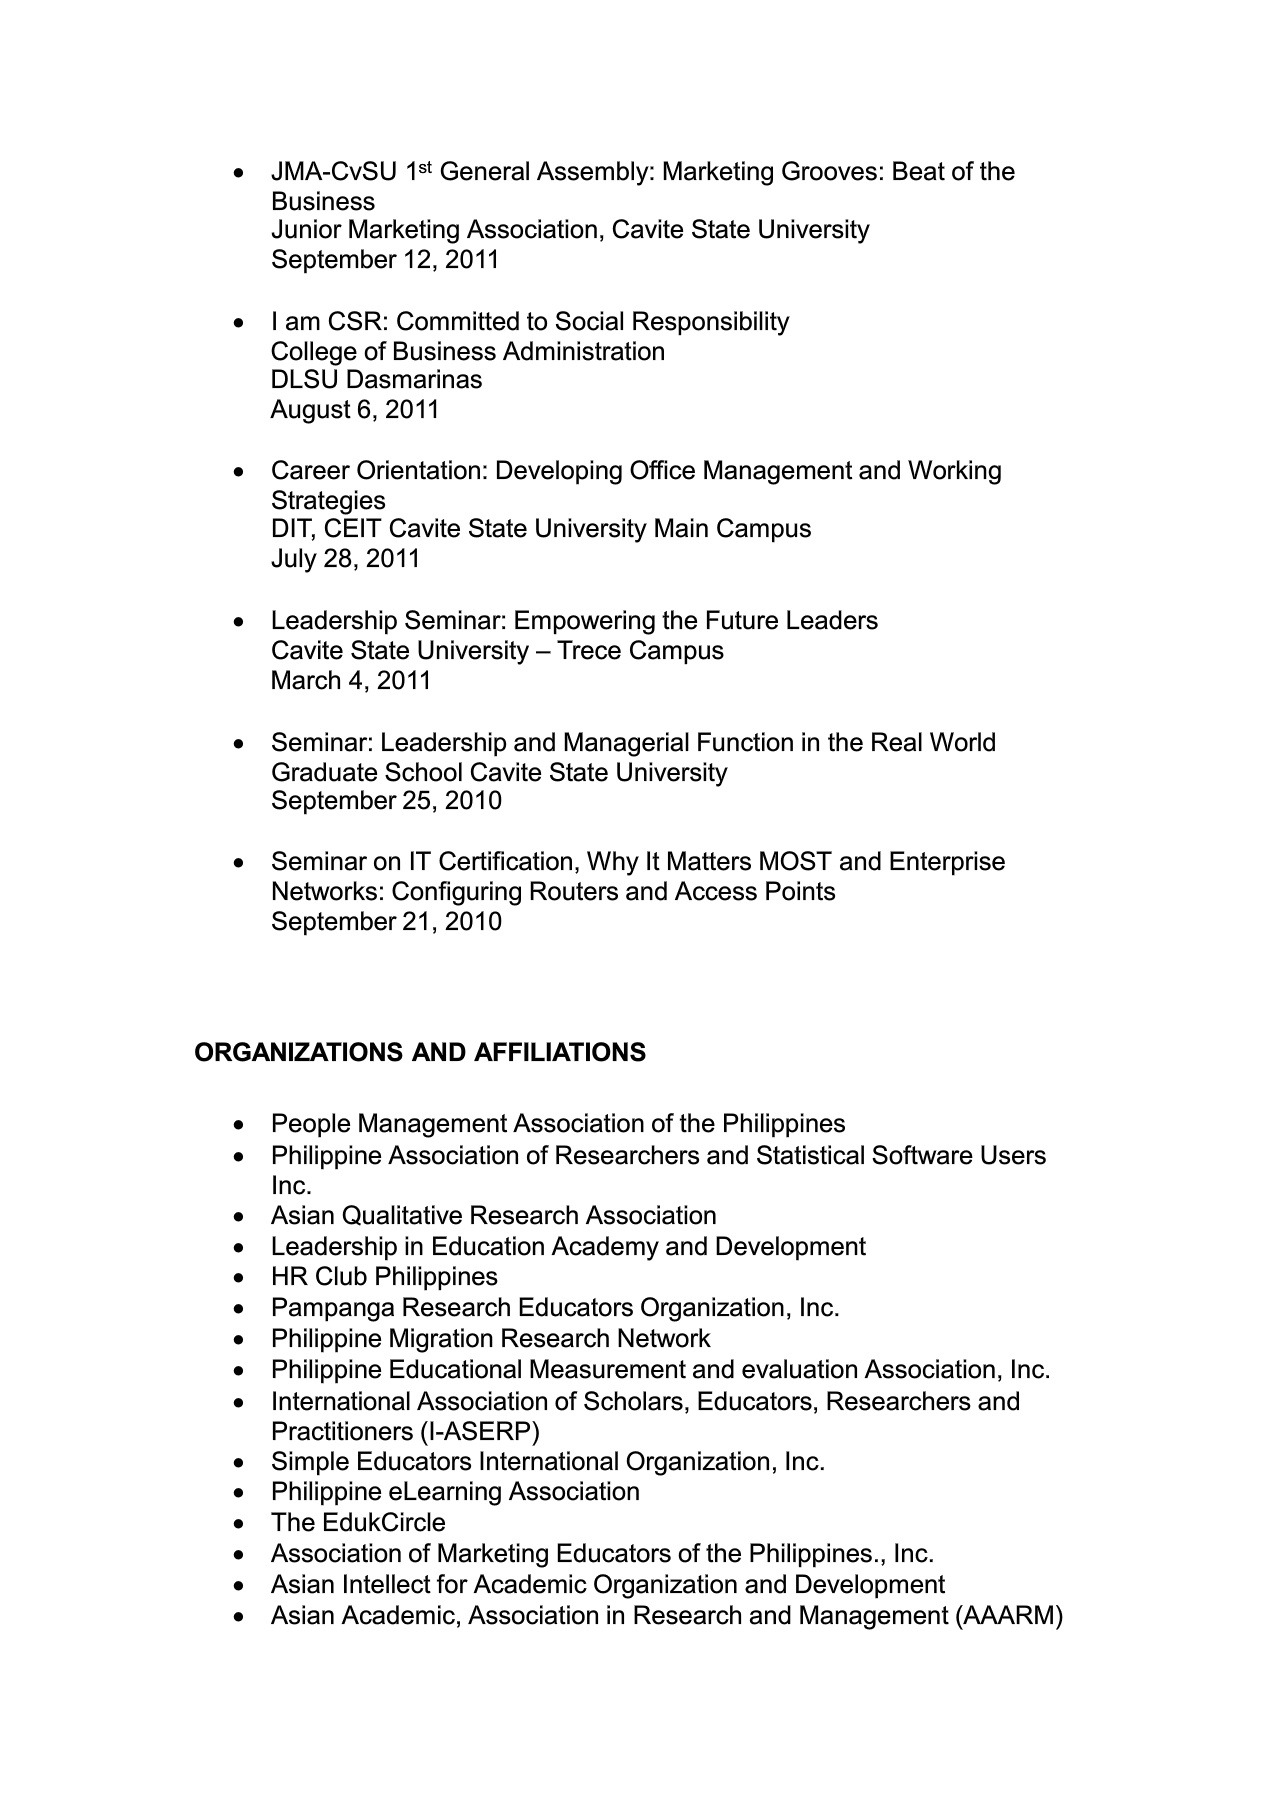 • JMA-CvSU 1st General Assembly: Marketing Grooves: Beat of the
Business
Junior Marketing Association, Cavite State University
September 12, 2011
• I am CSR: Committed to Social Responsibility
College of Business Administration
DLSU Dasmarinas
August 6, 2011
• Career Orientation: Developing Office Management and Working
Strategies
DIT, CEIT Cavite State University Main Campus
July 28, 2011
• Leadership Seminar: Empowering the Future Leaders
Cavite State University – Trece Campus
March 4, 2011
• Seminar: Leadership and Managerial Function in the Real World
Graduate School Cavite State University
September 25, 2010
• Seminar on IT Certification, Why It Matters MOST and Enterprise
Networks: Configuring Routers and Access Points
September 21, 2010
ORGANIZATIONS AND AFFILIATIONS
• People Management Association of the Philippines
• Philippine Association of Researchers and Statistical Software Users
Inc.
• Asian Qualitative Research Association
• Leadership in Education Academy and Development
• HR Club Philippines
• Pampanga Research Educators Organization, Inc.
• Philippine Migration Research Network
• Philippine Educational Measurement and evaluation Association, Inc.
• International Association of Scholars, Educators, Researchers and
Practitioners (I-ASERP)
• Simple Educators International Organization, Inc.
• Philippine eLearning Association
• The EdukCircle
• Association of Marketing Educators of the Philippines., Inc.
• Asian Intellect for Academic Organization and Development
• Asian Academic, Association in Research and Management (AAARM)